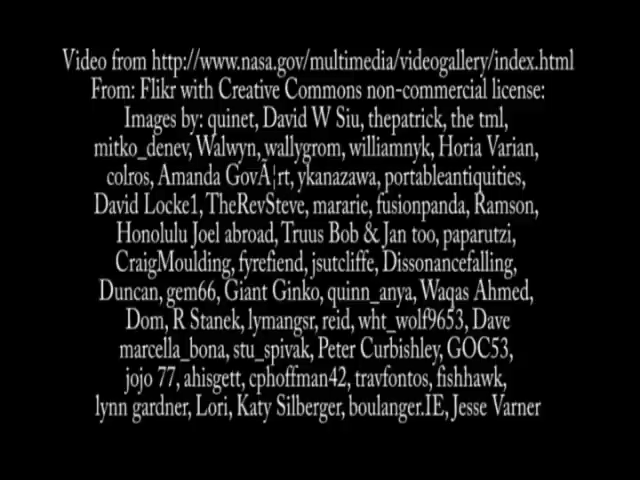 Video from http://www.nasa.gov/multimedia/videogallery/index.html
From: Flikr with Creative Commons non-commercial license:
Images by: quinet, David W Siu, thepatrick, the tml,
mitko_denev, Walwyn, wallygrom, williamnyk, Horia Varian,
colros, Amanda GovÃ¦rt, ykanazawa, portableantiquities,
David Locke1, TheRevSteve, mararie, fusionpanda, Ramson,
Honolulu Joel abroad, Truus Bob & Jan too, paparutzi,
CraigMoulding, fyrefiend, jsutcliffe, Dissonancefalling,
Duncan, gem66, Giant Ginko, quinn_anya, Waqas Ahmed,
Dom, R Stanek, lymangsr, reid, wht_wolf9653, Dave
marcella_bona, stu_spivak, Peter Curbishley, GOC53,
jojo 77, ahisgett, cphoffman42, travfontos, fishhawk,
lynn gardner, Lori, Katy Silberger, boulanger.IE, Jesse Varner